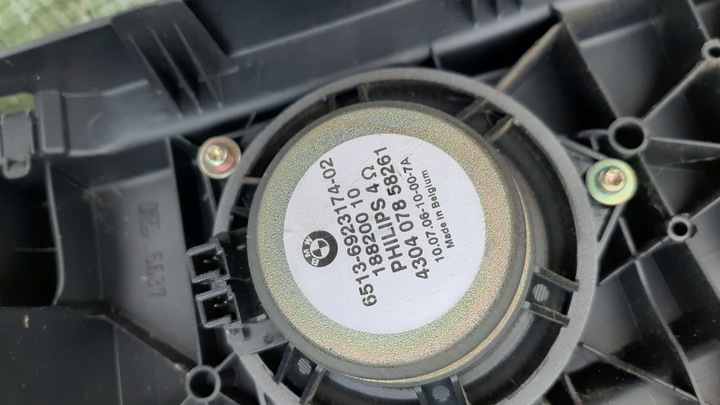 BMW
6513-6923174-02
188200 10
PHILIPS 4 Ω
4304 078 58261
10.07.06-10-00-7A
Made in Belgium